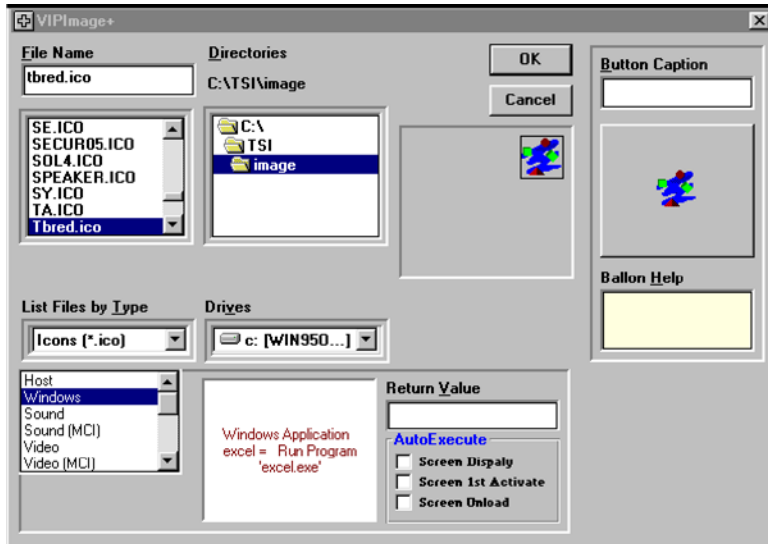 VIPImage+
File Name
tbred.ico
SE.ICO
SECUR05.ICO
SOL4.ICO
SPEAKER.ICO
SY.ICO
TA.ICO
Tbred.ico
Directories
C:\TSI\image
C:\
TSI
image
OK
Cancel
Button Caption
Ballon Help
List Files by Type
Icons (*.ico)
Drives
c: [WIN950...]
Host
Windows
Sound
Sound (MCI)
Video
Video (MCI)
Windows Application
excel = Run Program
'excel.exe'
Return Value
AutoExecute
Screen Dispaly
Screen 1st Activate
Screen Unload